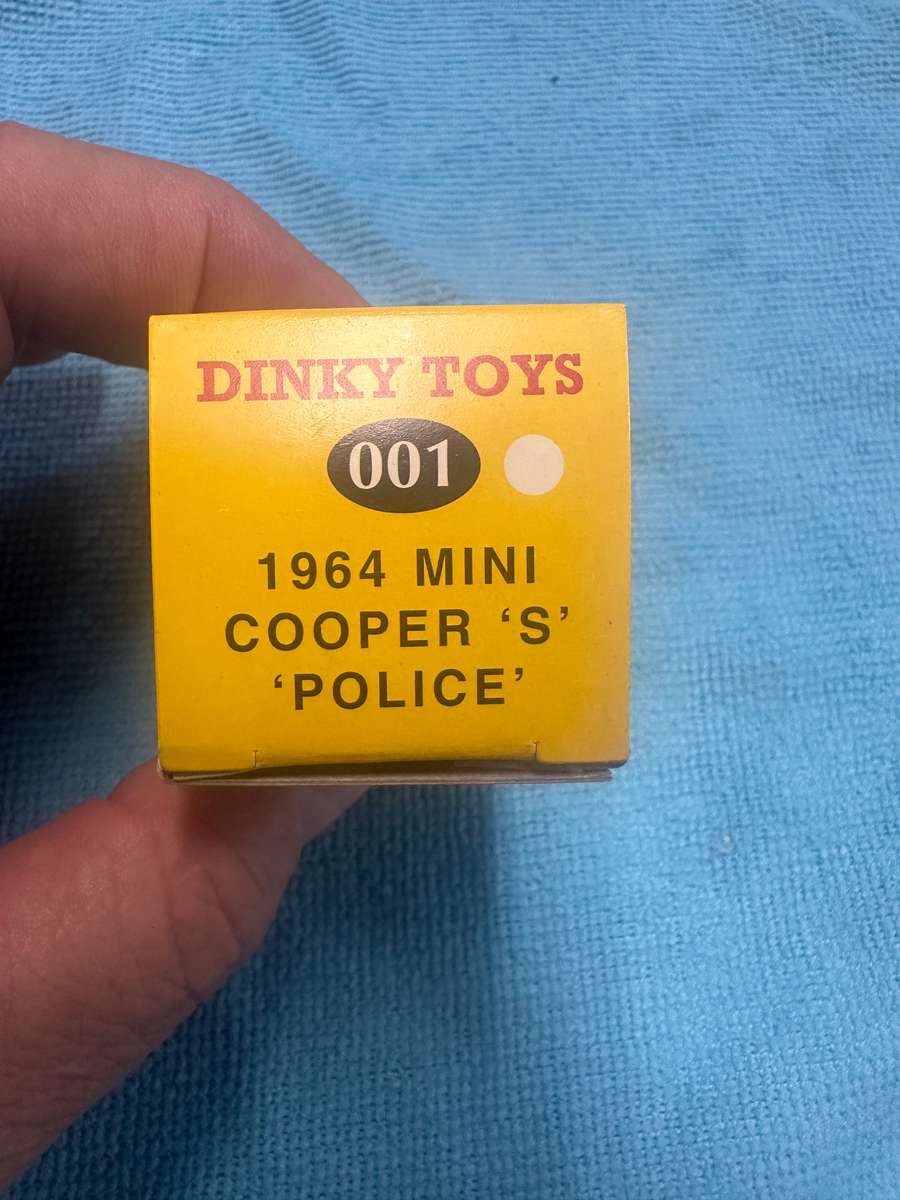 DINKY TOYS
001
1964 MINI
COOPER ‘S’
‘POLICE’